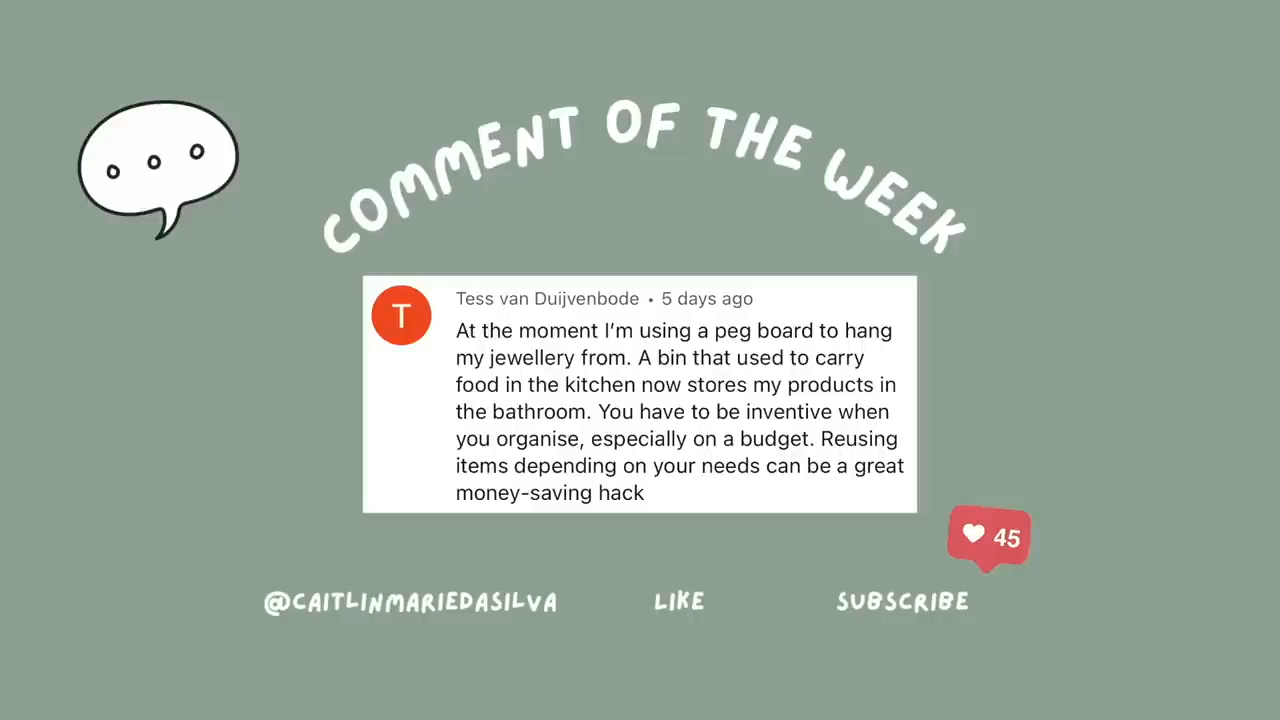 COMMENT OF THE WEEK
T
Tess van Duijvenbode • 5 days ago
At the moment I'm using a peg board to hang
my jewellery from. A bin that used to carry
food in the kitchen now stores my products in
the bathroom. You have to be inventive when
you organise, especially on a budget. Reusing
items depending on your needs can be a great
money-saving hack
45
@CAITLINMARIEDASILVA LIKE SUBSCRIBE